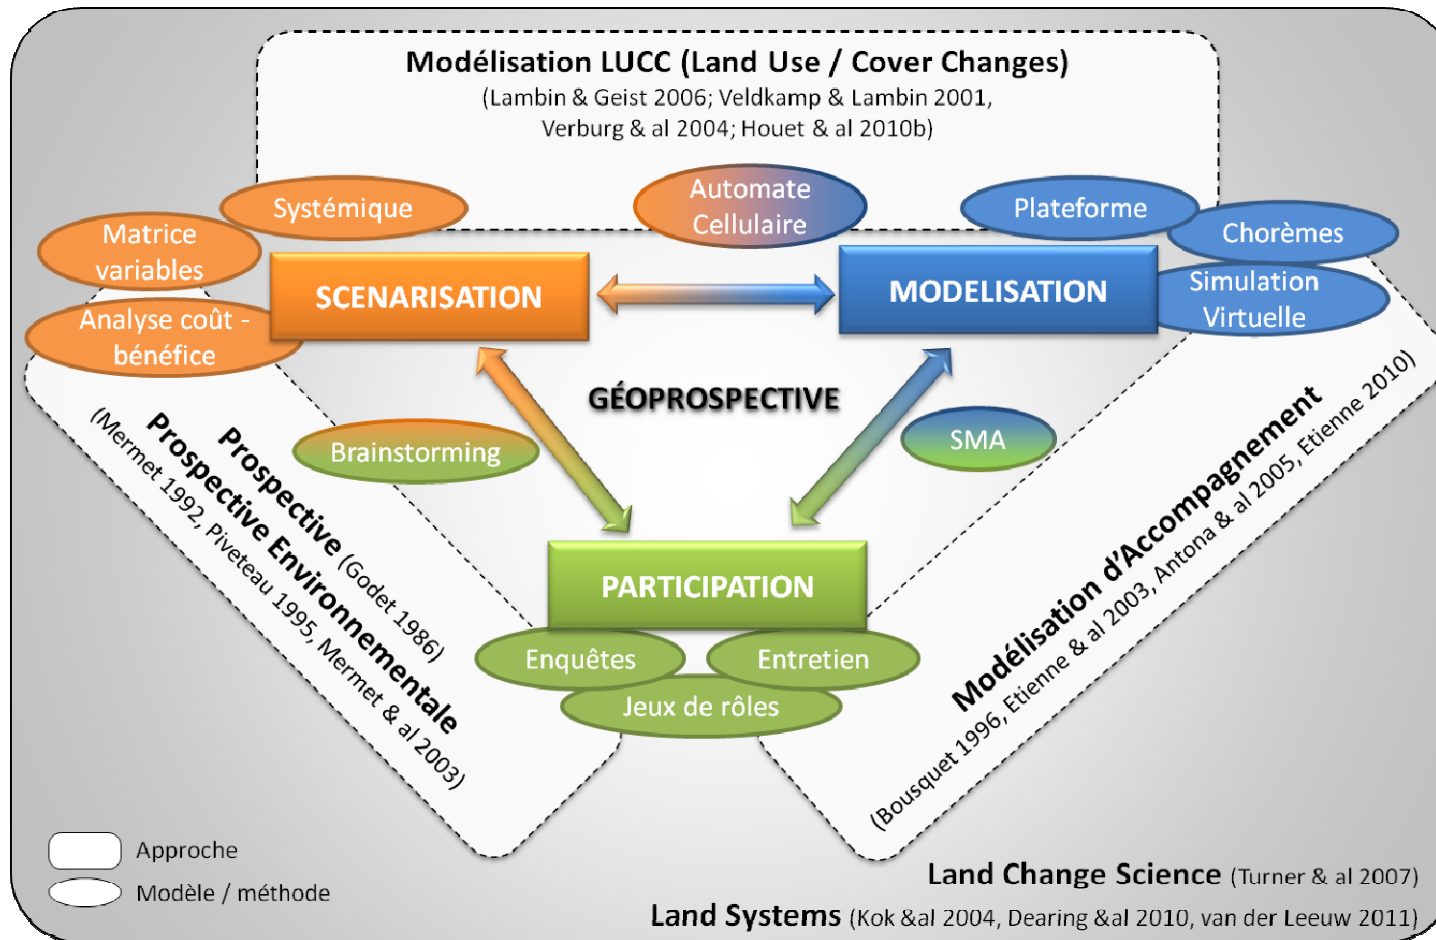 Modélisation LUCC (Land Use / Cover Changes)
(Lambin & Geist 2006; Veldkamp & Lambin 2001,
Verburg & al 2004; Houet & al 2010b)
Systémique
Automate
Cellulaire
Plateforme
Matrice
variables
Chorèmes
SCENARISATION
MODELISATION
Simulation
Virtuelle
Analyse coût -
bénéfice
GÉOPROSPECTIVE
Brainstorming
SMA
Prospective (Godet 1986)
Prospective Environnementale
(Mermet 1992, Piveteau 1995, Mermet & al 2003)
Modélisation d'Accompagnement
(Bousquet 1996, Etienne & al 2003, Antona & al 2005, Etienne 2010)
PARTICIPATION
Enquêtes
Entretien
Jeux de rôles
Approche
Modèle / méthode
Land Change Science (Turner & al 2007)
Land Systems (Kok &al 2004, Dearing &al 2010, van der Leeuw 2011)